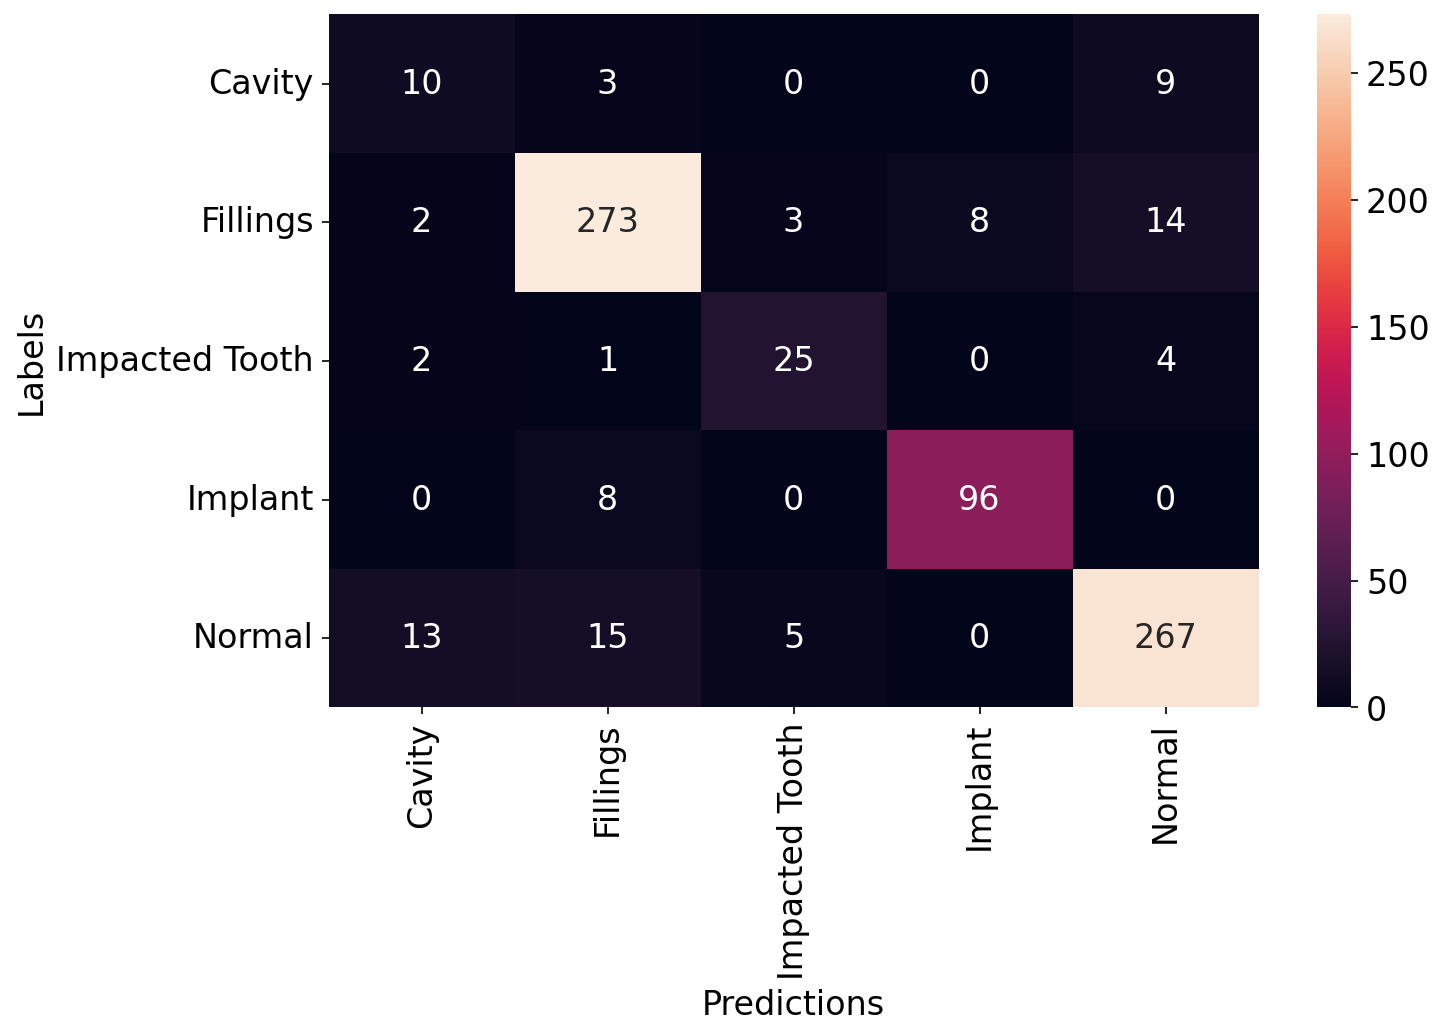 Labels
Cavity 10 3 0 0 9
Fillings 2 273 3 8 14
Impacted Tooth 2 1 25 0 4
Implant 0 8 0 96 0
Normal 13 15 5 0 267
Cavity
Fillings
Impacted Tooth
Implant
Normal
Predictions
250
200
150
100
50
0